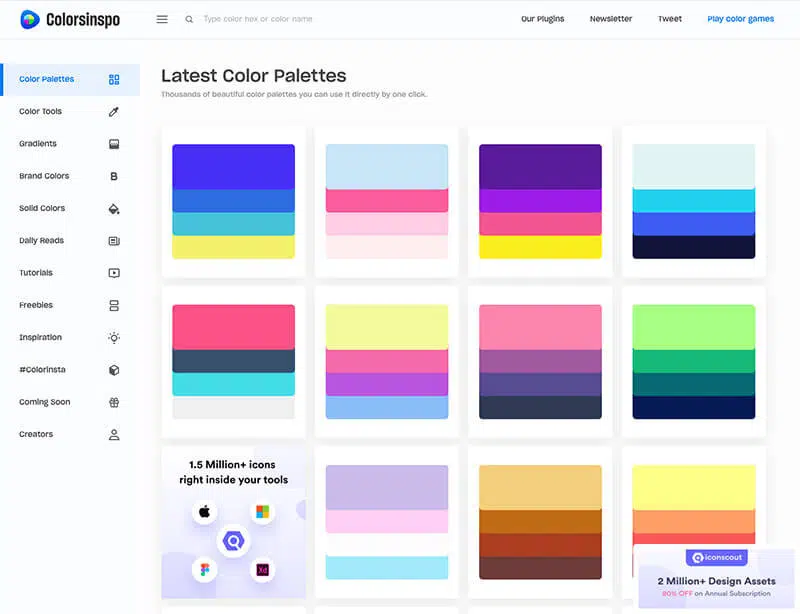 Colorsinspo
Type color hex or color name
Our Plugins
Newsletter
Tweet
Play color games
Color Palettes
Color Tools
Gradients
Brand Colors
B
Solid Colors
Daily Reads
Tutorials
Freebies
Inspiration
#Colorinsta
Coming Soon
Creators
Latest Color Palettes
Thousands of beautiful color palettes you can use it directly by one click.
1.5 Million+ icons
right inside your tools
Xd
iconscout
2 Million+ Design Assets
80% OFF on Annual Subscription